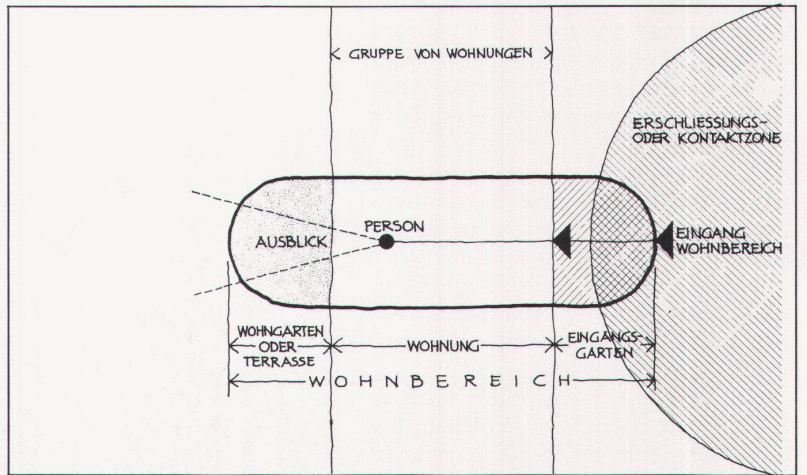 GRUPPE VON WOHNUNGEN
ERSCHLIESSUNGS-
ODER KONTAKTZONE
PERSON
AUSBLICK
EINGANG
WOHNBEREICH
WOHNGARTEN
ODER
TERRASSE
WOHNUNG
EINGANGS-
GARTEN
WOHNBEREICH